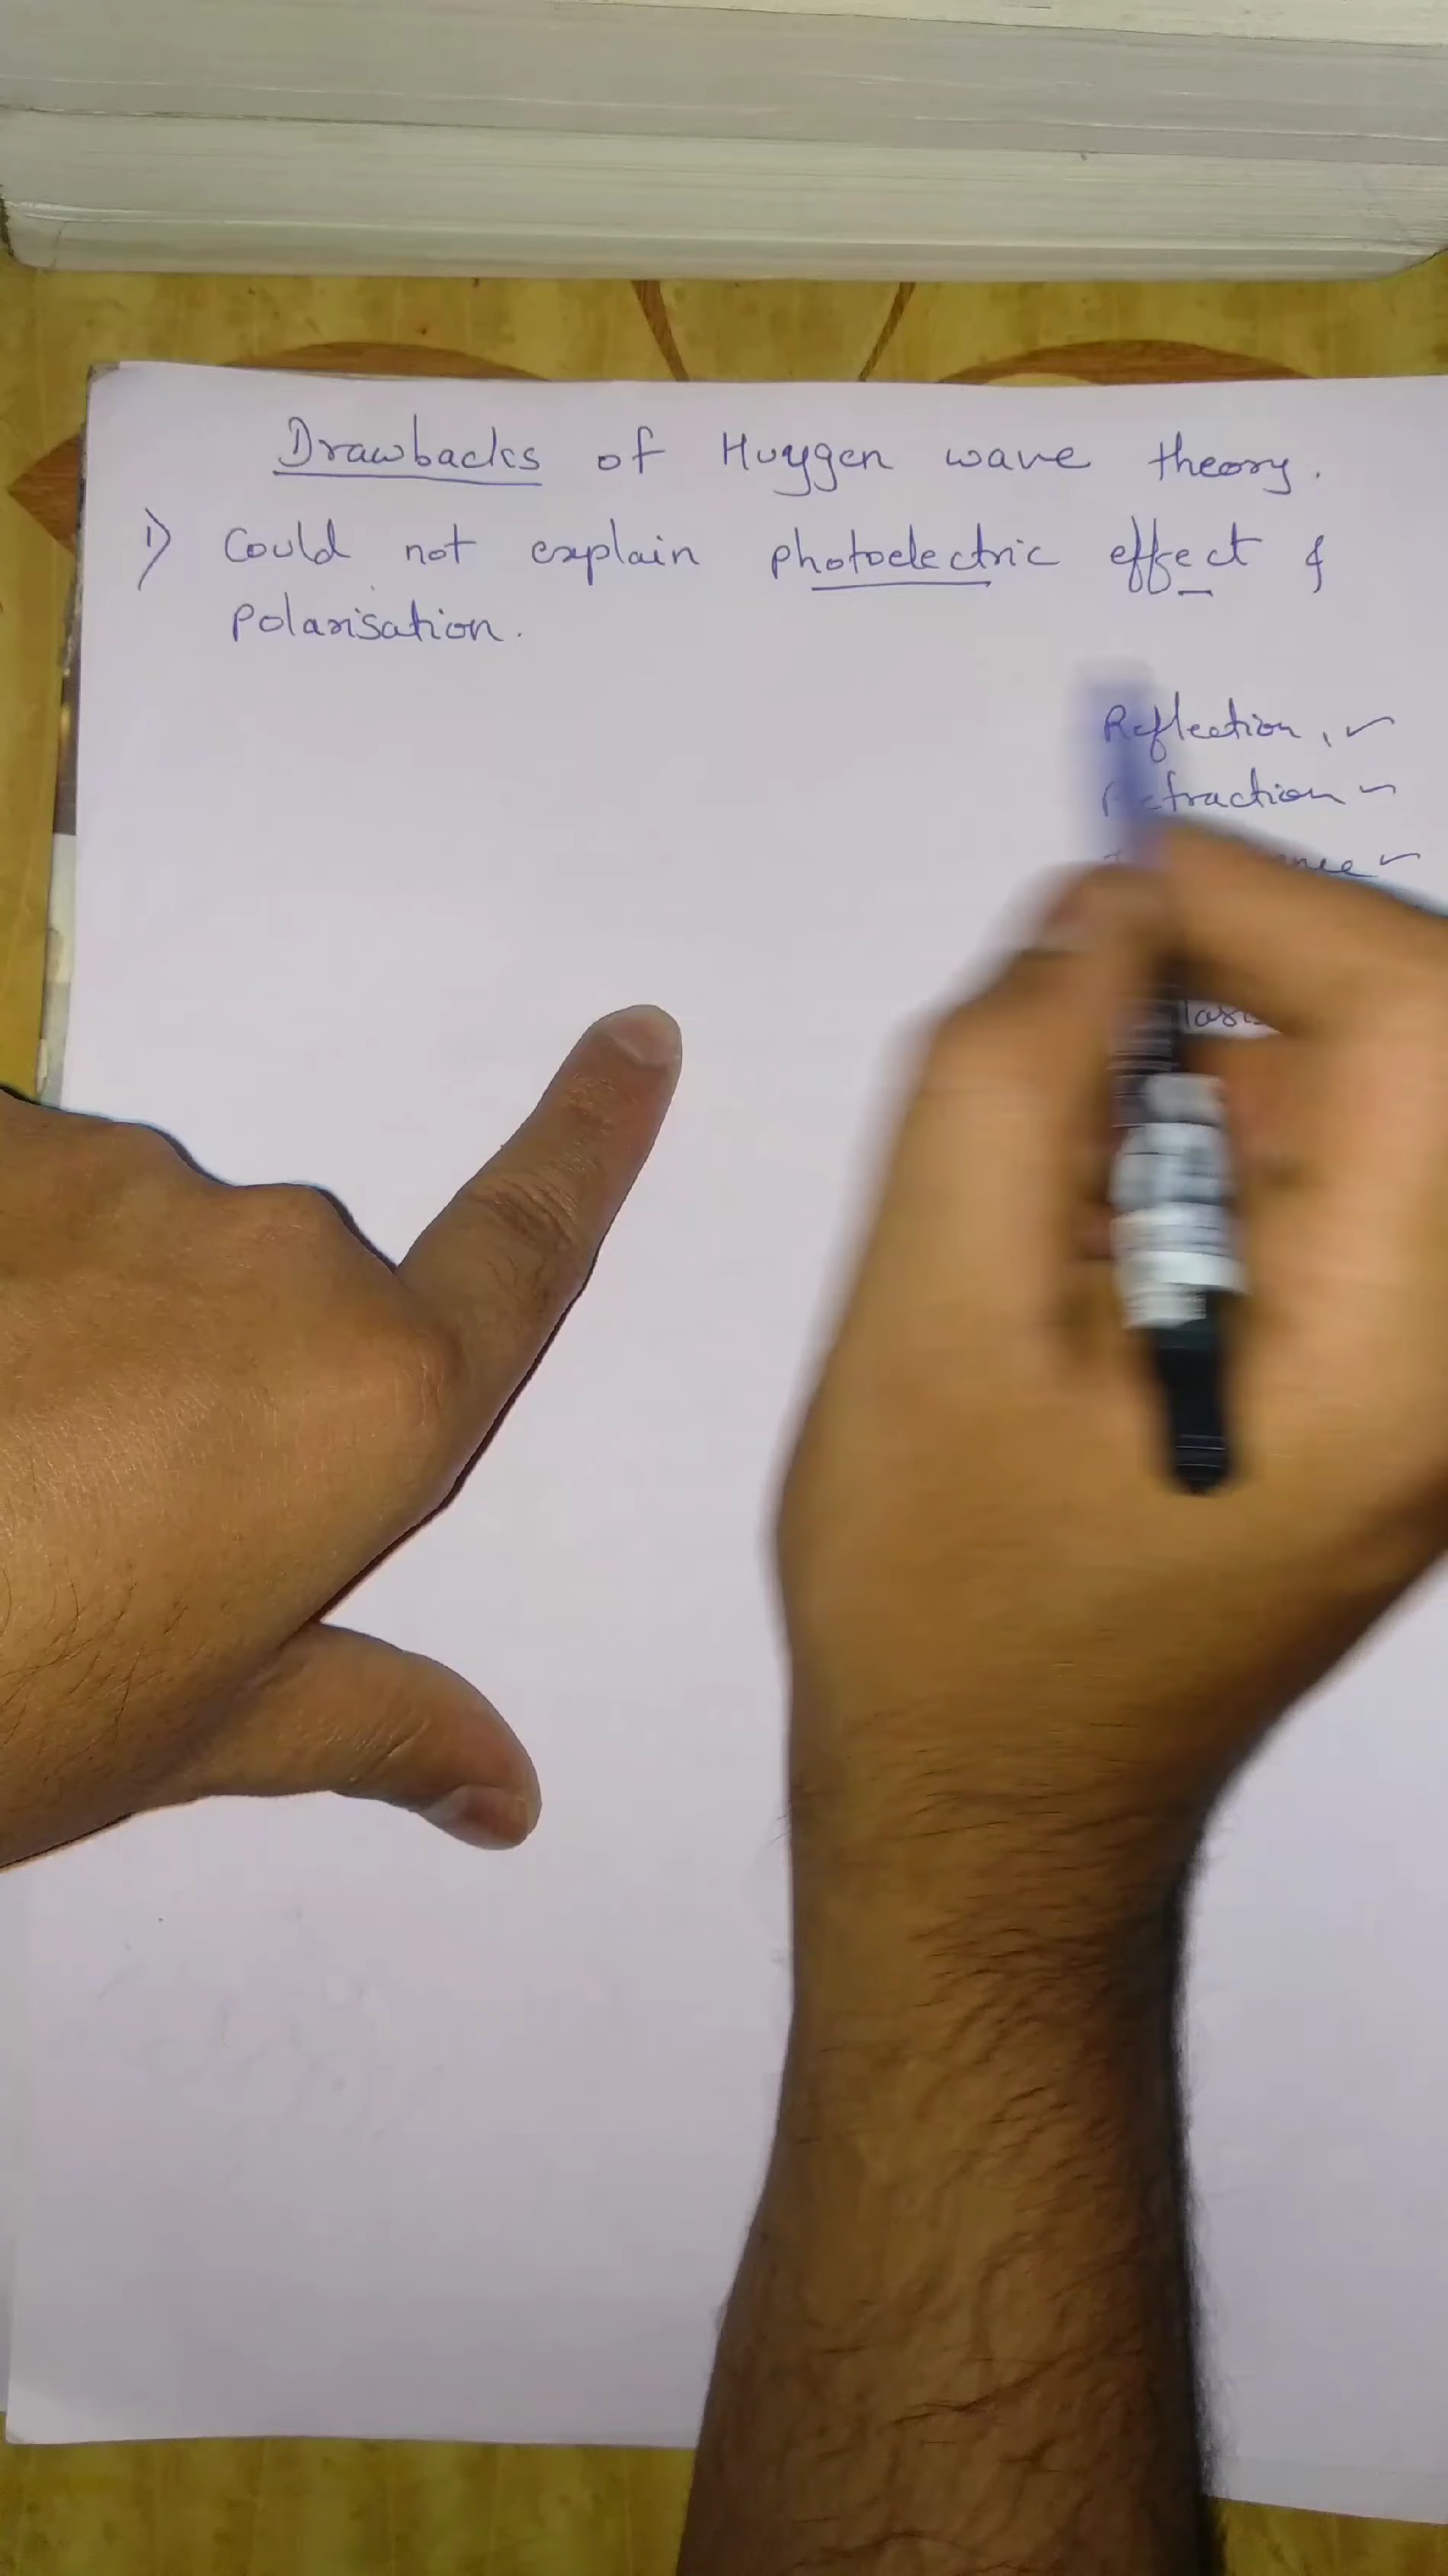 Drawbacks of Huygen wave theory.
1) Could not explain photoelectric effect &
Polarisation.
Reflection, ✓
Refraction ✓